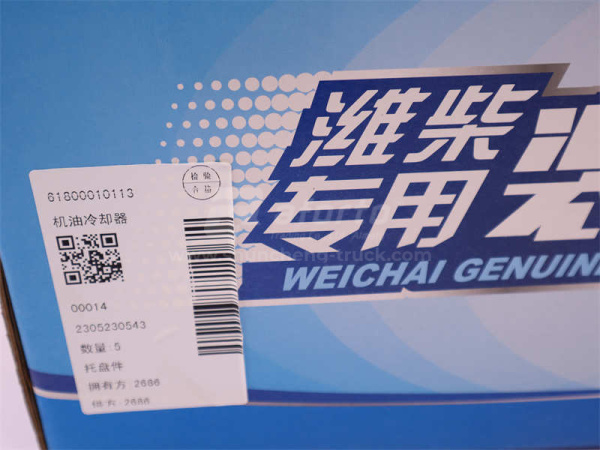 潍柴
专用
WEICHAI GENUIN
61800010113
检验
合格
机油冷却器
00014
2305230543
数量:5
托盘件
拥有方 2686
2686